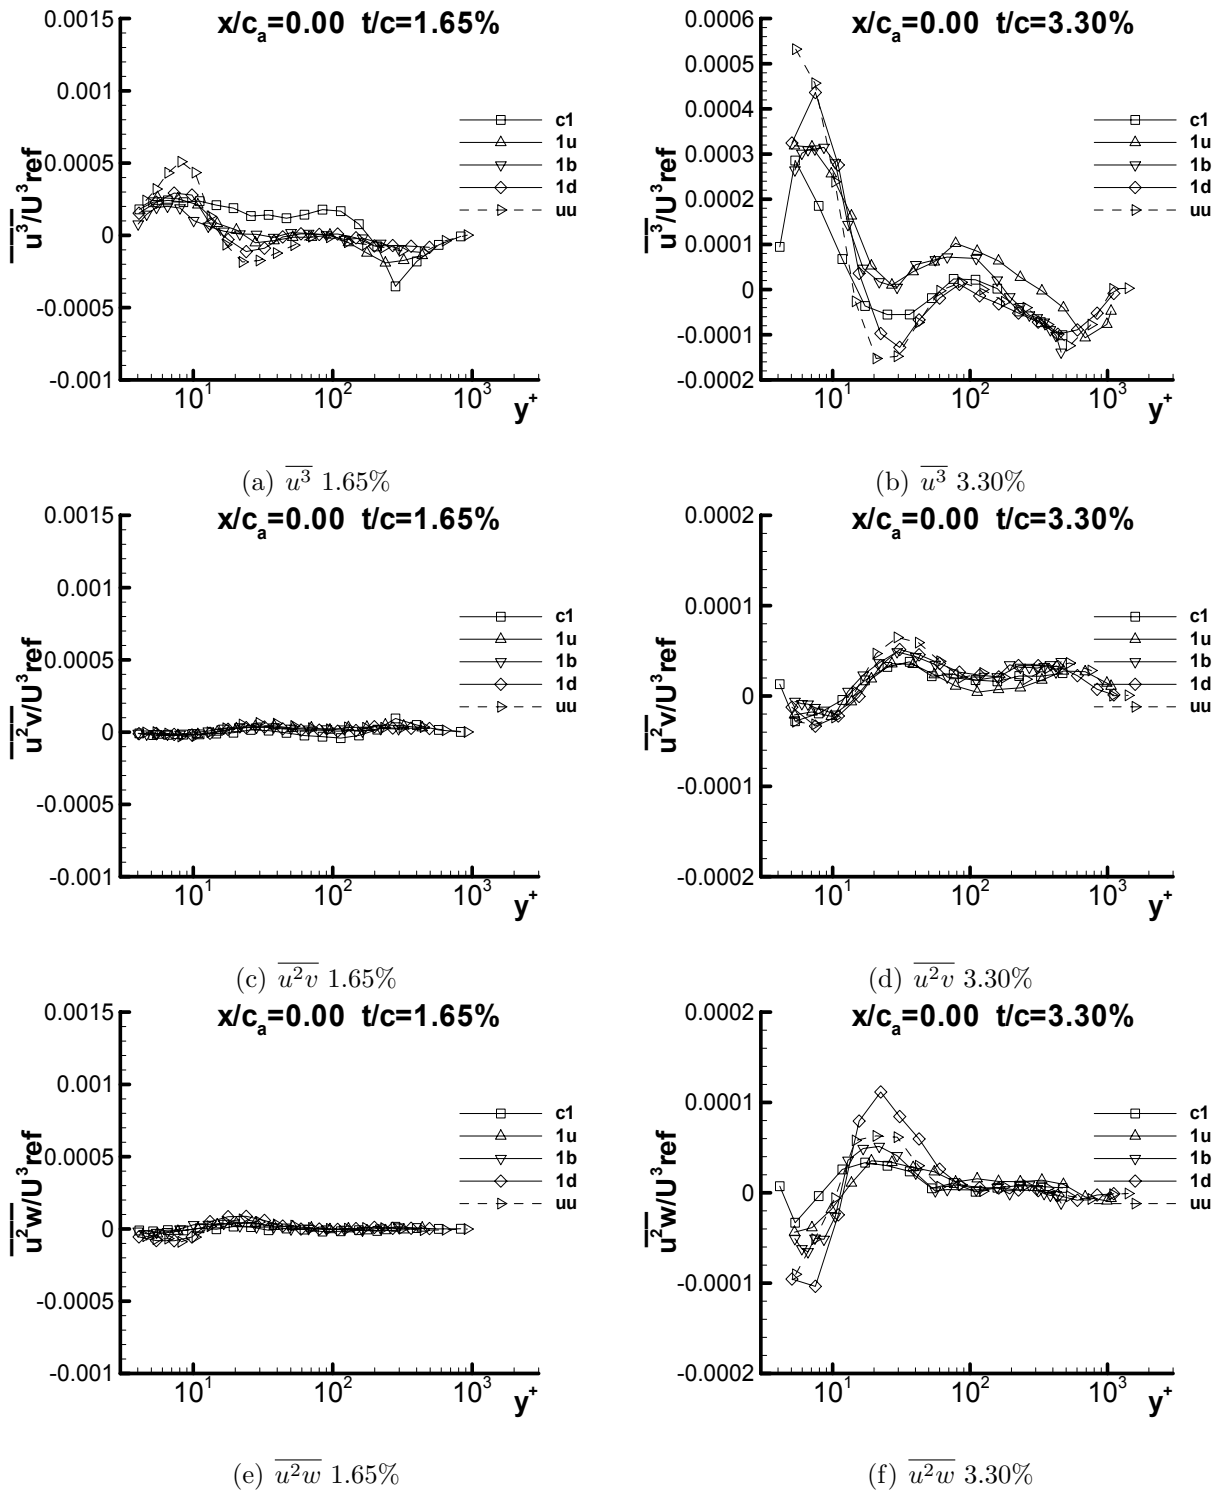 x/ca=0.00 t/c=1.65%
0.0015
0.001
0.0005
0
-0.0005
-0.001
u³/U³ref
10¹ 10² 10³
y⁺
c1
1u
1b
1d
uu
(a) u³ 1.65%
x/ca=0.00 t/c=3.30%
0.0006
0.0005
0.0004
0.0003
0.0002
0.0001
0
-0.0001
-0.0002
u³/U³ref
10¹ 10² 10³
y⁺
c1
1u
1b
1d
uu
(b) u³ 3.30%
x/ca=0.00 t/c=1.65%
0.0015
0.001
0.0005
0
-0.0005
-0.001
u²v/U³ref
10¹ 10² 10³
y⁺
c1
1u
1b
1d
uu
(c) u²v 1.65%
x/ca=0.00 t/c=3.30%
0.0002
0.0001
0
-0.0001
-0.0002
u²v/U³ref
10¹ 10² 10³
y⁺
c1
1u
1b
1d
uu
(d) u²v 3.30%
x/ca=0.00 t/c=1.65%
0.0015
0.001
0.0005
0
-0.0005
-0.001
u²w/U³ref
10¹ 10² 10³
y⁺
c1
1u
1b
1d
uu
(e) u²w 1.65%
x/ca=0.00 t/c=3.30%
0.0002
0.0001
0
-0.0001
-0.0002
u²w/U³ref
10¹ 10² 10³
y⁺
c1
1u
1b
1d
uu
(f) u²w 3.30%